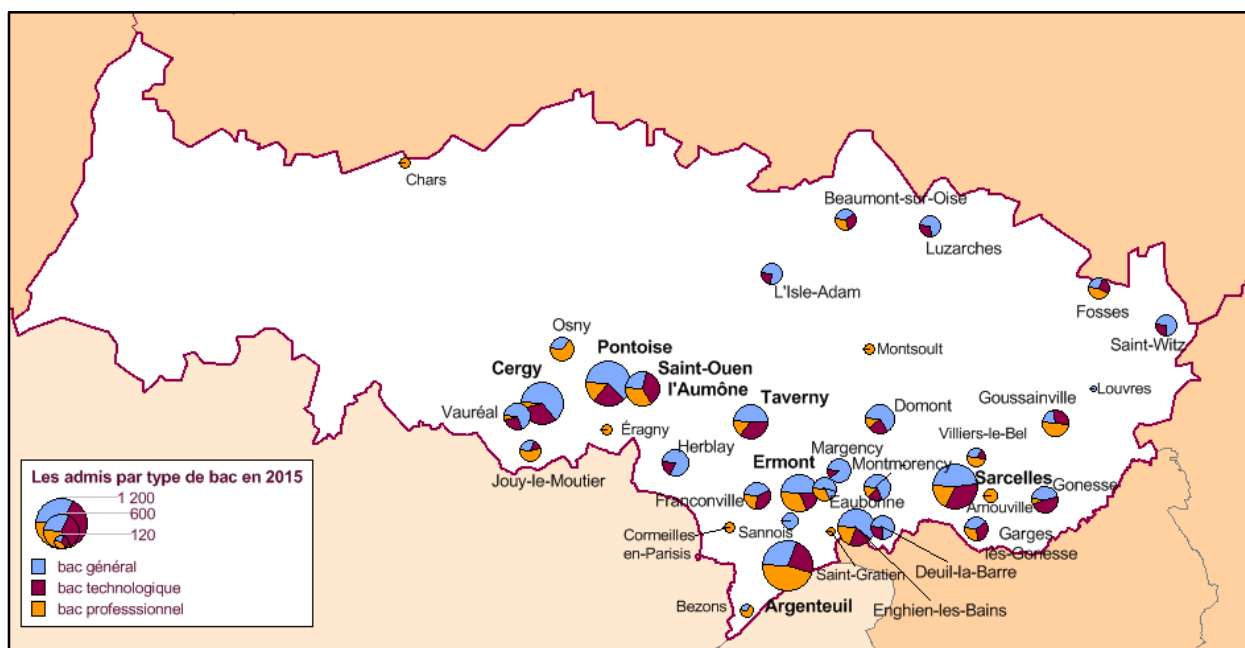 Chars
Beaumont-sur-Oise
Luzarches
L'Isle-Adam
Fosses
Saint-Witz
Osny
Pontoise
Montsoult
Cergy
Saint-Ouen
l'Aumône
Louvres
Taverny
Goussainville
Vauréal
Domont
Éragny
Villiers-le-Bel
Herblay
Margency
Jouy-le-Moutier
Ermont
Montmorency
Sarcelles
Gonesse
Franconville
Eaubonne
Arnouville
Cormeilles
en-Parisis
Sannois
Garges
lès-Gonesse
Saint-Gratien
Deuil-la-Barre
Bezons
Argenteuil
Enghien-les-Bains
Les admis par type de bac en 2015
1 200
600
120
bac général
bac technologique
bac professsionnel